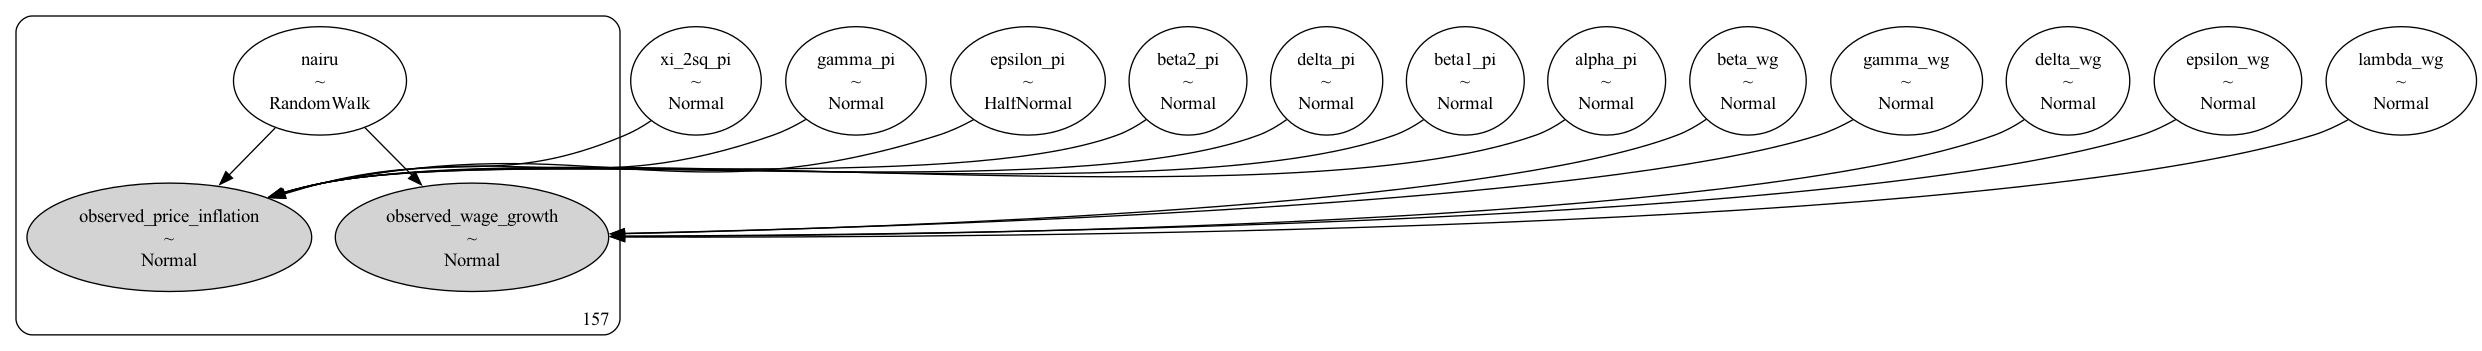 nairu
~
RandomWalk
xi_2sq_pi
~
Normal
gamma_pi
~
Normal
epsilon_pi
~
HalfNormal
beta2_pi
~
Normal
delta_pi
~
Normal
beta1_pi
~
Normal
alpha_pi
~
Normal
beta_wg
~
Normal
gamma_wg
~
Normal
delta_wg
~
Normal
epsilon_wg
~
Normal
lambda_wg
~
Normal
observed_price_inflation
~
Normal
observed_wage_growth
~
Normal
157